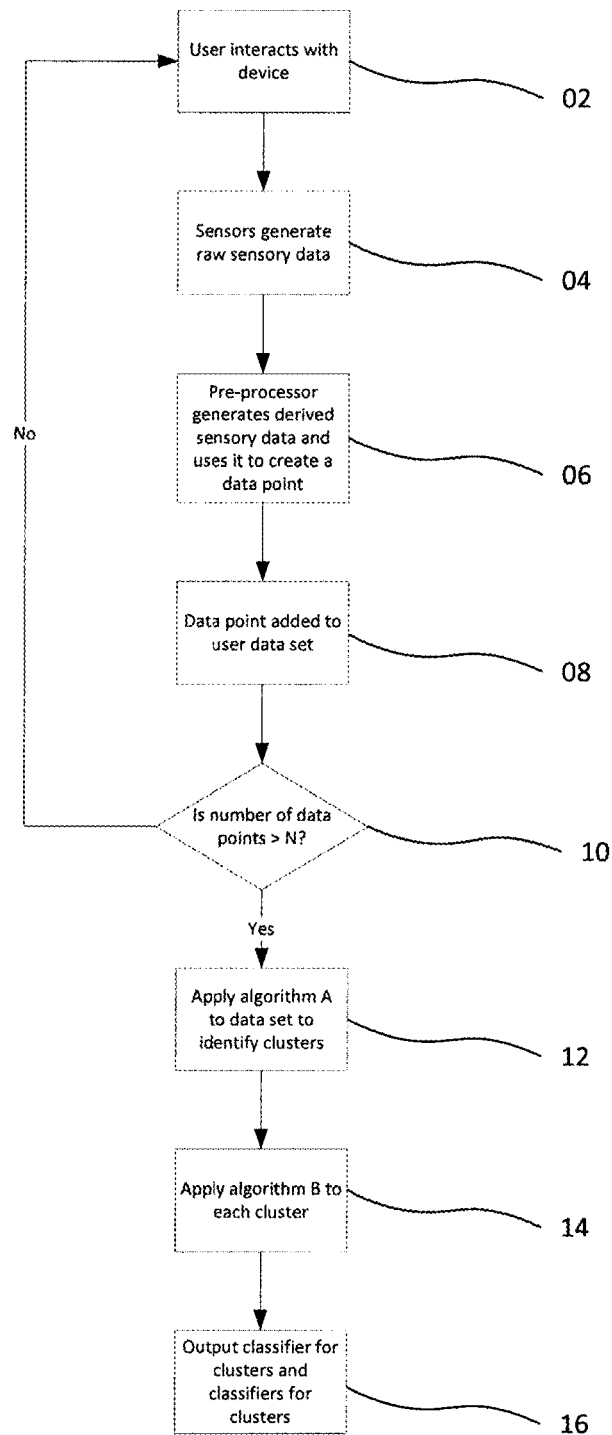 User interacts with
device
02
Sensors generate
raw sensory data
04
Pre-processor
generates derived
sensory data and
uses it to create a
data point
06
No
Data point added to
user data set
08
Is number of data
points > N?
10
Yes
Apply algorithm A
to data set to
identify clusters
12
Apply algorithm B to
each cluster
14
Output classifier for
clusters and
classifiers for
clusters
16